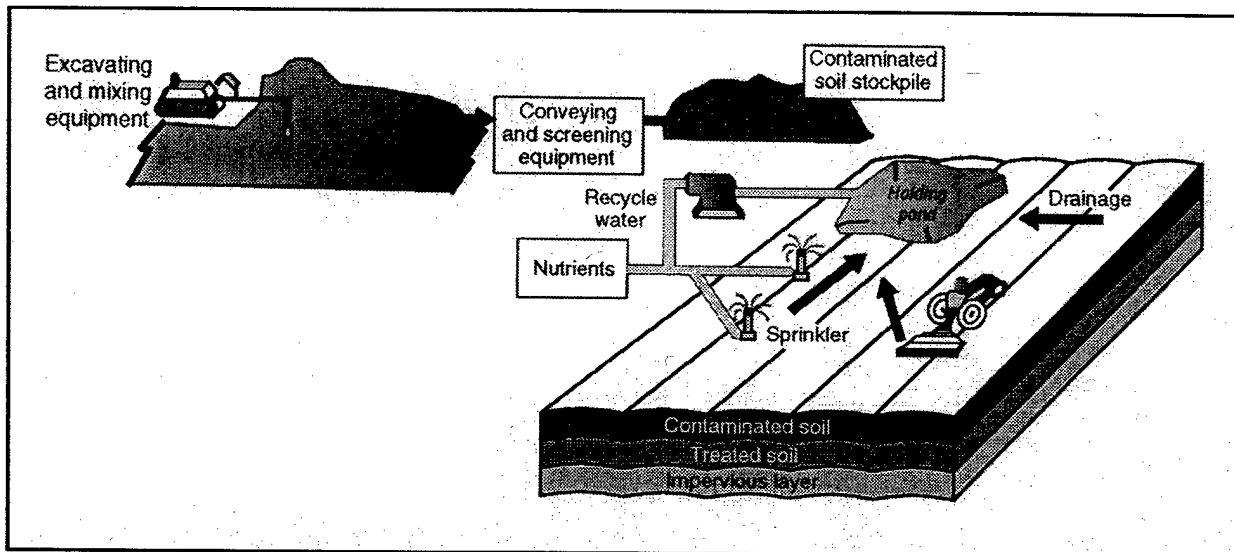 Excavating
and mixing
equipment
Conveying
and screening
equipment
Contaminated
soil stockpile
Recycle
water
Holding
pond
Drainage
Nutrients
Sprinkler
Contaminated soil
Treated soil
Impervious layer